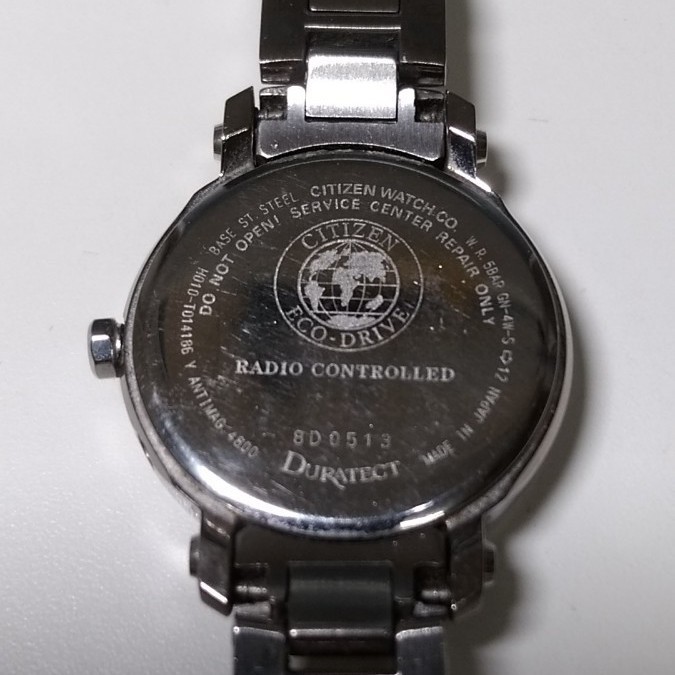 BASE ST. STEEL CITIZEN WATCH CO. W.R. 5BAR GN-4W-S 12
H010-T014186 Y ANTIMAG-4800
DO NOT OPEN! SERVICE CENTER REPAIR ONLY
CITIZEN
ECO-DRIVE
RADIO CONTROLLED
8D0513
DURATECT
MADE IN JAPAN